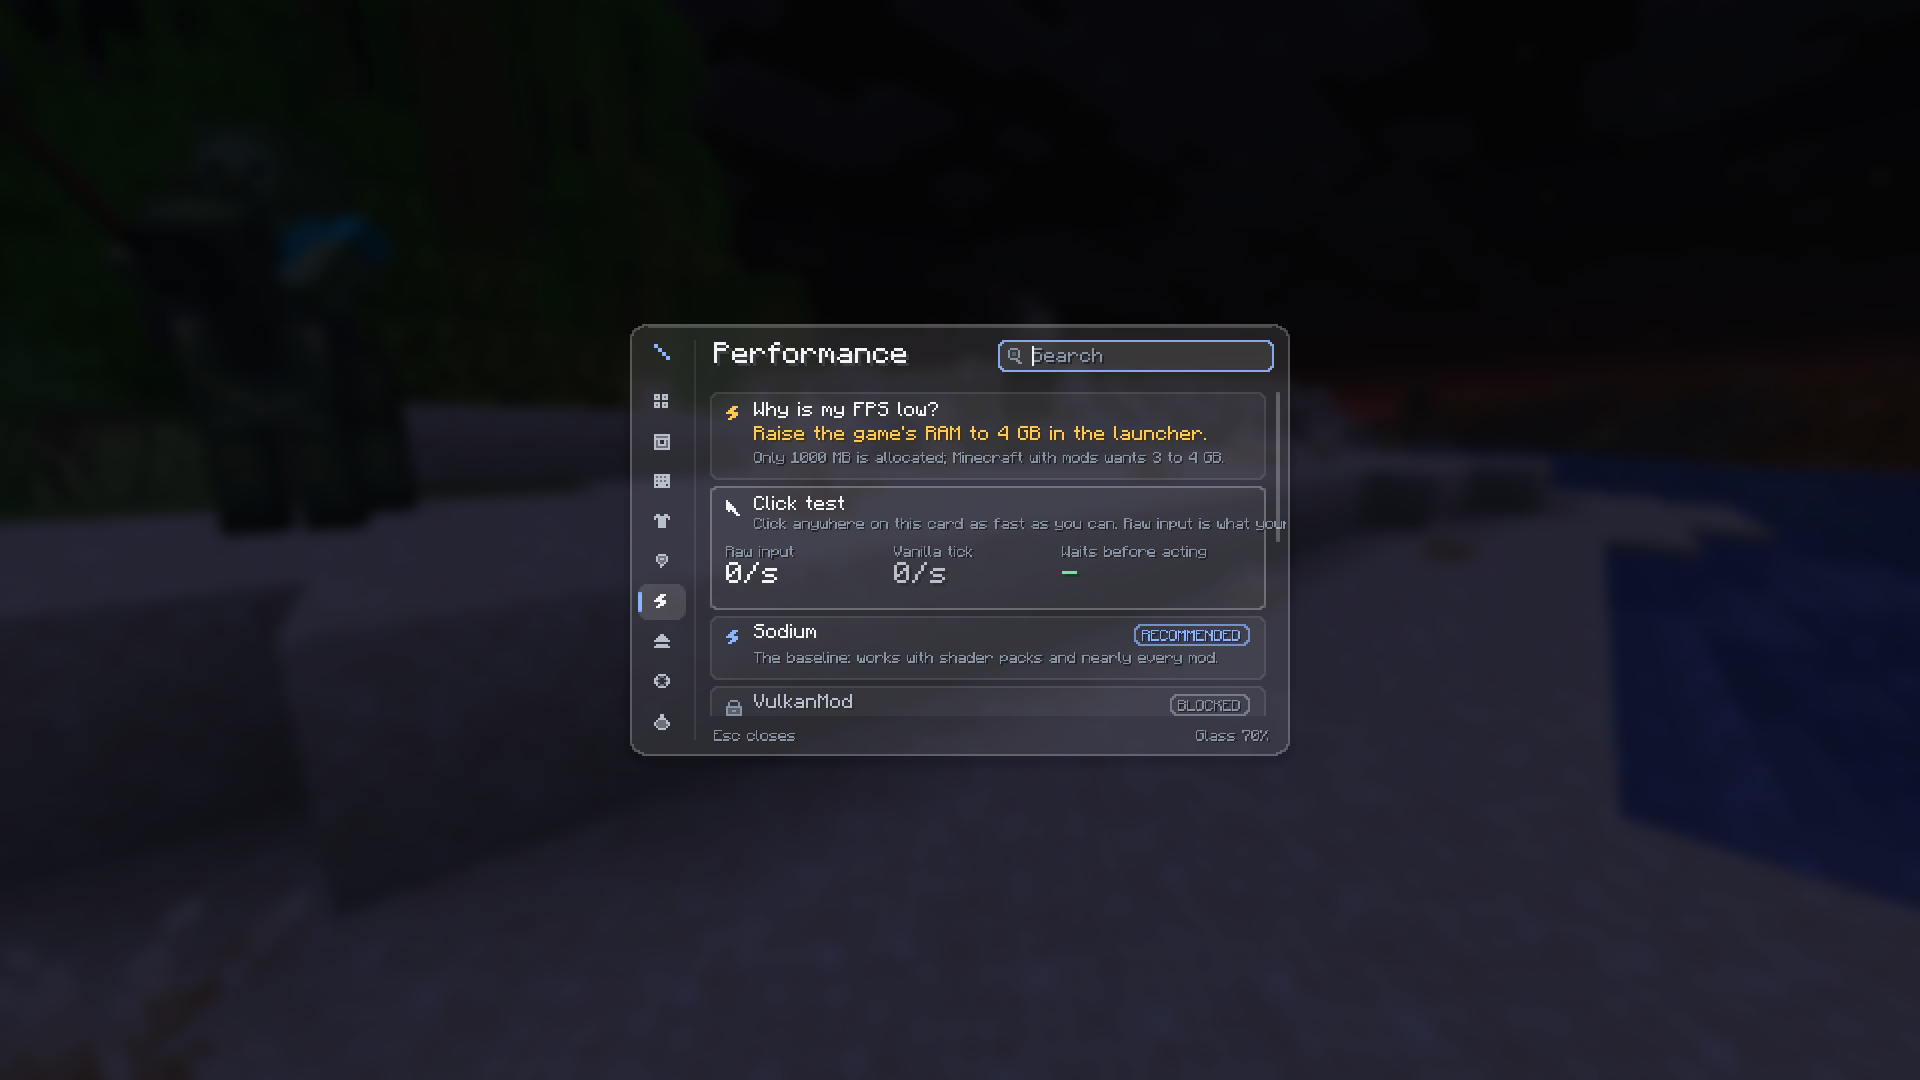 Performance
Search
Why is my FPS low?
Raise the game's RAM to 4 GB in the launcher.
Only 1000 MB is allocated; Minecraft with mods wants 3 to 4 GB.
Click test
Click anywhere on this card as fast as you can. Raw input is what your
Raw input
Vanilla tick
Waits before acting
0/s
0/s
–
Sodium
RECOMMENDED
The baseline: works with shader packs and nearly every mod.
VulkanMod
BLOCKED
Esc closes
Glass 70%